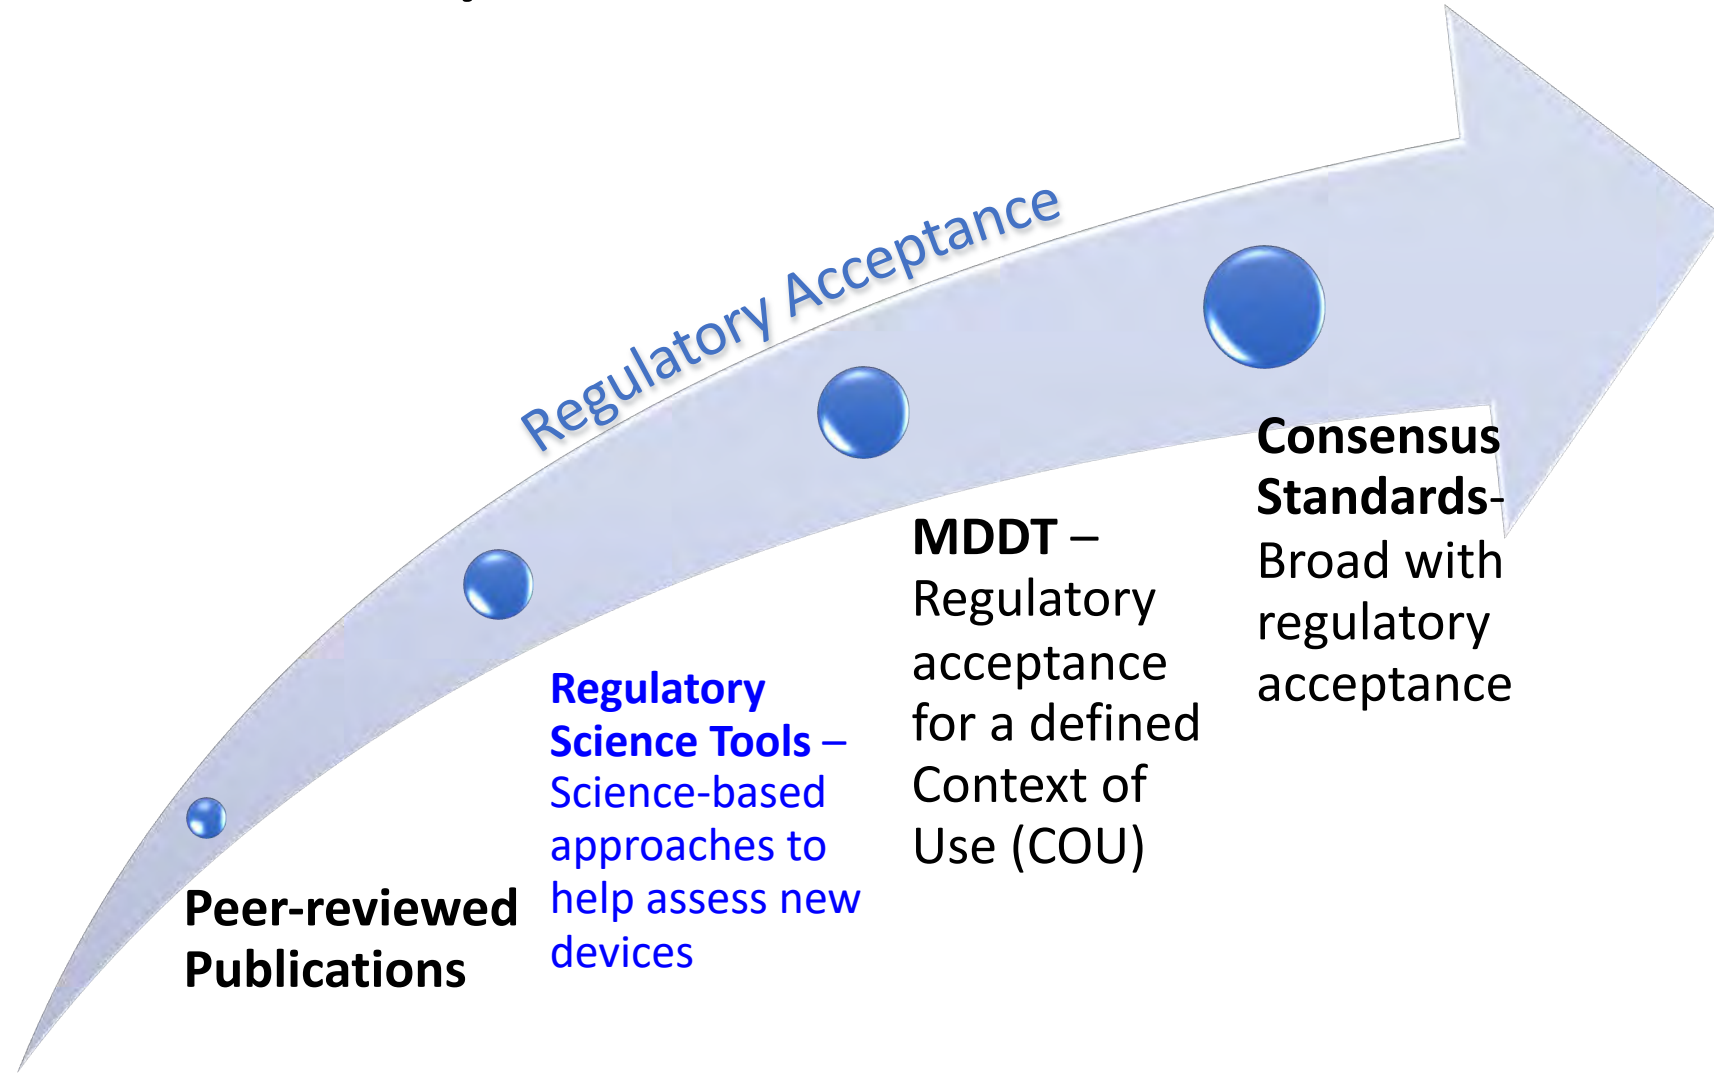 Regulatory Acceptance
Peer-reviewed
Publications
Regulatory
Science Tools –
Science-based
approaches to
help assess new
devices
MDDT –
Regulatory
acceptance
for a defined
Context of
Use (COU)
Consensus
Standards-
Broad with
regulatory
acceptance